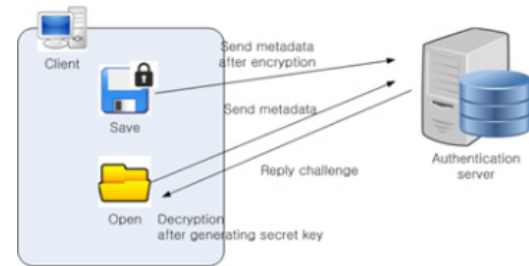 Client
Send metadata
after encryption
Save
Send metadata
Authentication
server
Reply challenge
Open
Decryption
after generating secret key